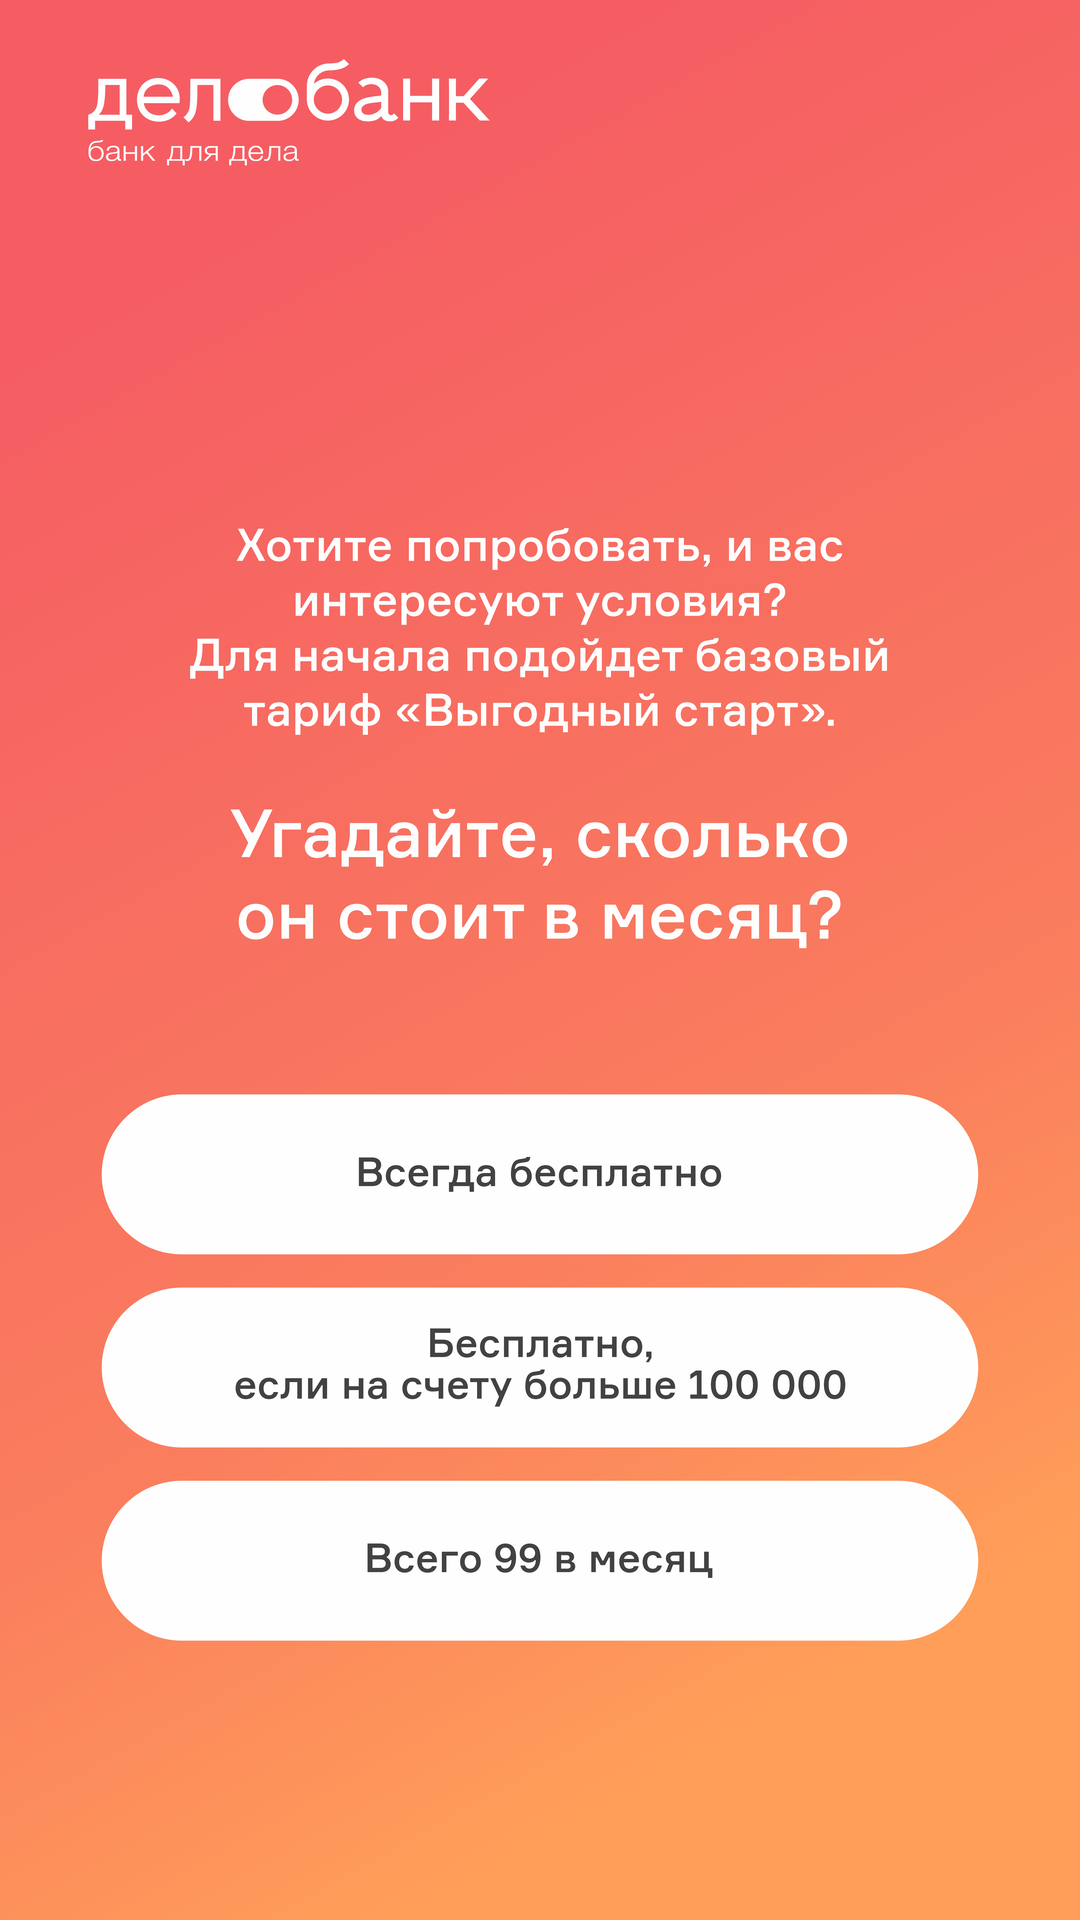 делобанк
банк для дела
Хотите попробовать, и вас
интересуют условия?
Для начала подойдет базовый
тариф «Выгодный старт».
Угадайте, сколько
он стоит в месяц?
Всегда бесплатно
Бесплатно,
если на счету больше 100 000
Всего 99 в месяц